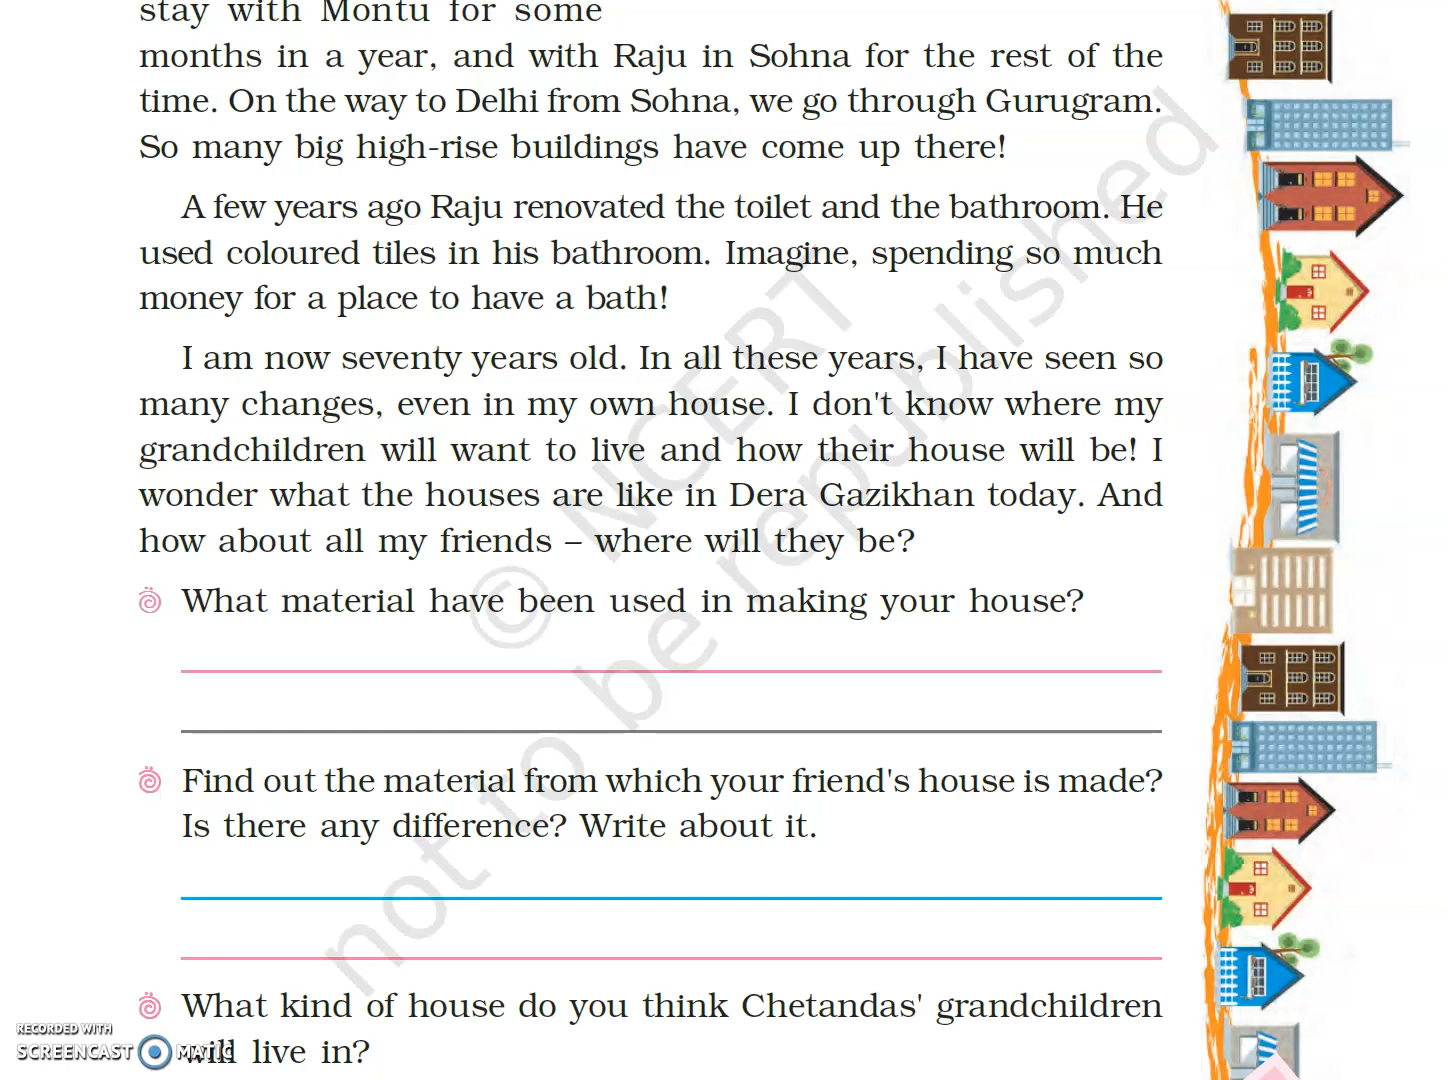 stay with Montu for some
months in a year, and with Raju in Sohna for the rest of the
time. On the way to Delhi from Sohna, we go through Gurugram.
So many big high-rise buildings have come up there!
A few years ago Raju renovated the toilet and the bathroom. He
used coloured tiles in his bathroom. Imagine, spending so much
money for a place to have a bath!
I am now seventy years old. In all these years, I have seen so
many changes, even in my own house. I don't know where my
grandchildren will want to live and how their house will be! I
wonder what the houses are like in Dera Gazikhan today. And
how about all my friends – where will they be?
What material have been used in making your house?
Find out the material from which your friend's house is made?
Is there any difference? Write about it.
What kind of house do you think Chetandas' grandchildren
will live in?
© NCERT
not to be republished
RECORDED WITH
SCREENCAST MATIC